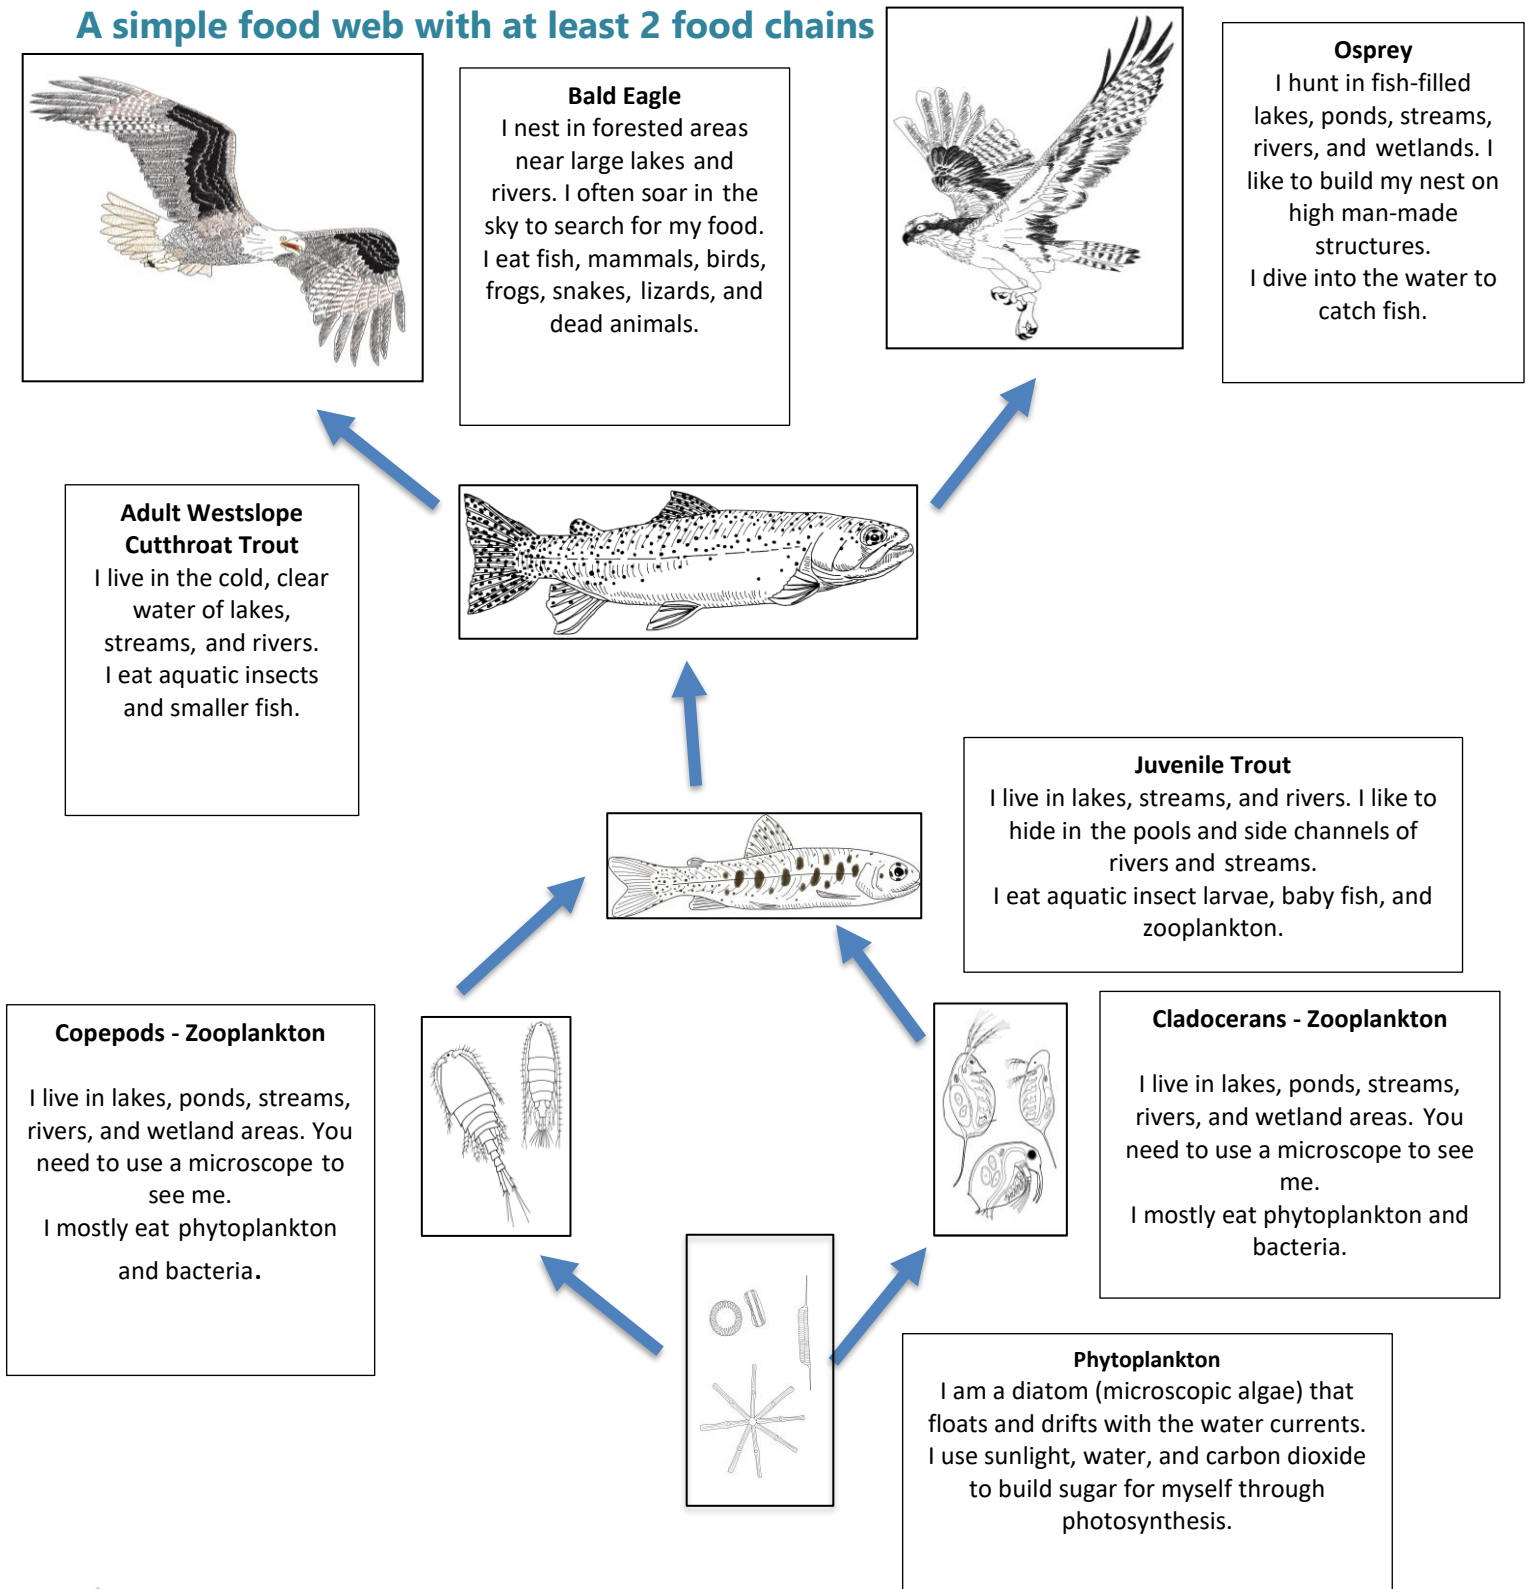 A simple food web with at least 2 food chains
Bald Eagle
I nest in forested areas
near large lakes and
rivers. I often soar in the
sky to search for my food.
I eat fish, mammals, birds,
frogs, snakes, lizards, and
dead animals.
Osprey
I hunt in fish-filled
lakes, ponds, streams,
rivers, and wetlands. I
like to build my nest on
high man-made
structures.
I dive into the water to
catch fish.
Adult Westslope
Cutthroat Trout
I live in the cold, clear
water of lakes,
streams, and rivers.
I eat aquatic insects
and smaller fish.
Juvenile Trout
I live in lakes, streams, and rivers. I like to
hide in the pools and side channels of
rivers and streams.
I eat aquatic insect larvae, baby fish, and
zooplankton.
Copepods - Zooplankton
I live in lakes, ponds, streams,
rivers, and wetland areas. You
need to use a microscope to
see me.
I mostly eat phytoplankton
and bacteria.
Cladocerans - Zooplankton
I live in lakes, ponds, streams,
rivers, and wetland areas. You
need to use a microscope to see
me.
I mostly eat phytoplankton and
bacteria.
Phytoplankton
I am a diatom (microscopic algae) that
floats and drifts with the water currents.
I use sunlight, water, and carbon dioxide
to build sugar for myself through
photosynthesis.